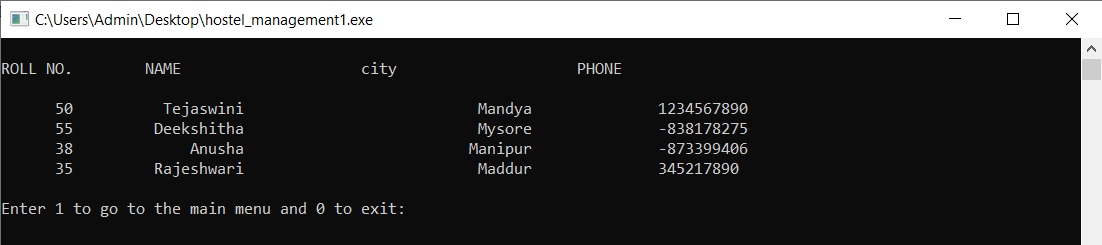 C:\Users\Admin\Desktop\hostel_management1.exe
ROLL NO. NAME city PHONE
50 Tejaswini Mandya 1234567890
55 Deekshitha Mysore -838178275
38 Anusha Manipur -873399406
35 Rajeshwari Maddur 345217890
Enter 1 to go to the main menu and 0 to exit: